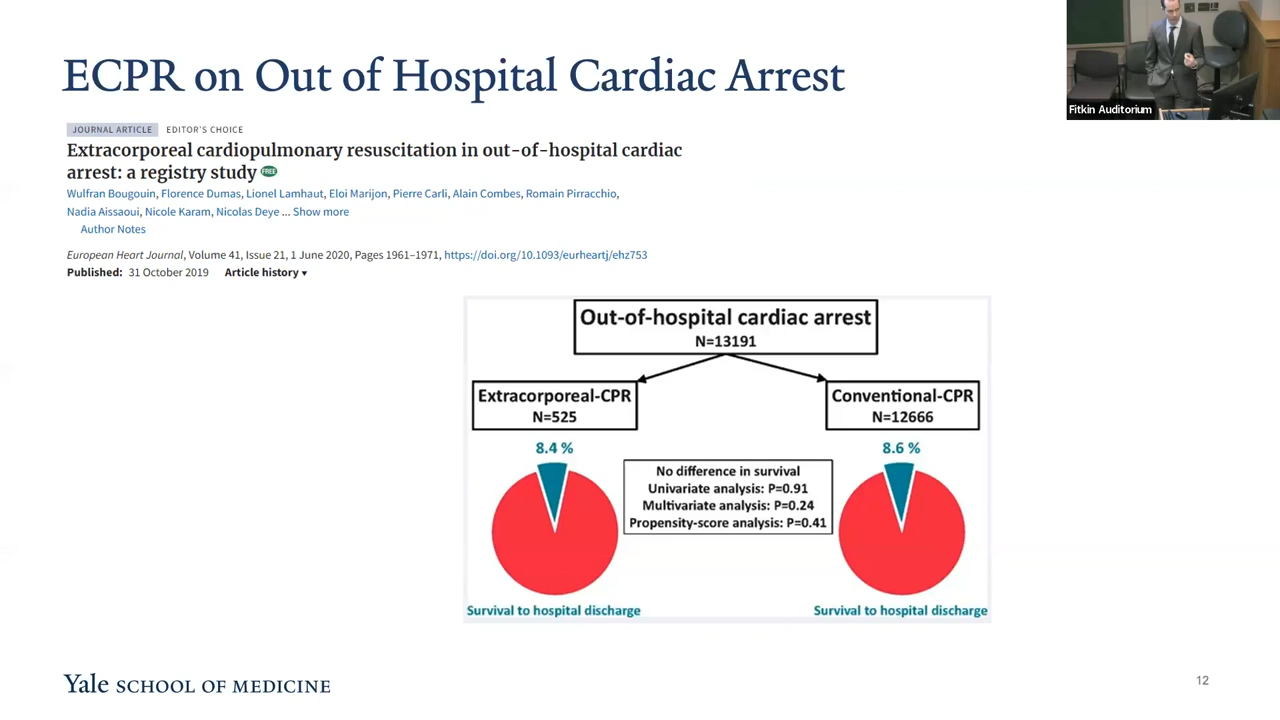 ECPR on Out of Hospital Cardiac Arrest
Fitkin Auditorium
JOURNAL ARTICLE EDITOR'S CHOICE
Extracorporeal cardiopulmonary resuscitation in out-of-hospital cardiac
arrest: a registry study FREE
Wulfran Bougouin, Florence Dumas, Lionel Lamhaut, Eloi Marijon, Pierre Carli, Alain Combes, Romain Pirracchio,
Nadia Aissaoui, Nicole Karam, Nicolas Deye ... Show more
Author Notes
European Heart Journal, Volume 41, Issue 21, 1 June 2020, Pages 1961–1971, https://doi.org/10.1093/eurheartj/ehz753
Published: 31 October 2019 Article history ▾
Out-of-hospital cardiac arrest
N=13191
Extracorporeal-CPR
N=525
Conventional-CPR
N=12666
8.4 %
8.6 %
No difference in survival
Univariate analysis: P=0.91
Multivariate analysis: P=0.24
Propensity-score analysis: P=0.41
Survival to hospital discharge
Survival to hospital discharge
Yale SCHOOL OF MEDICINE
12